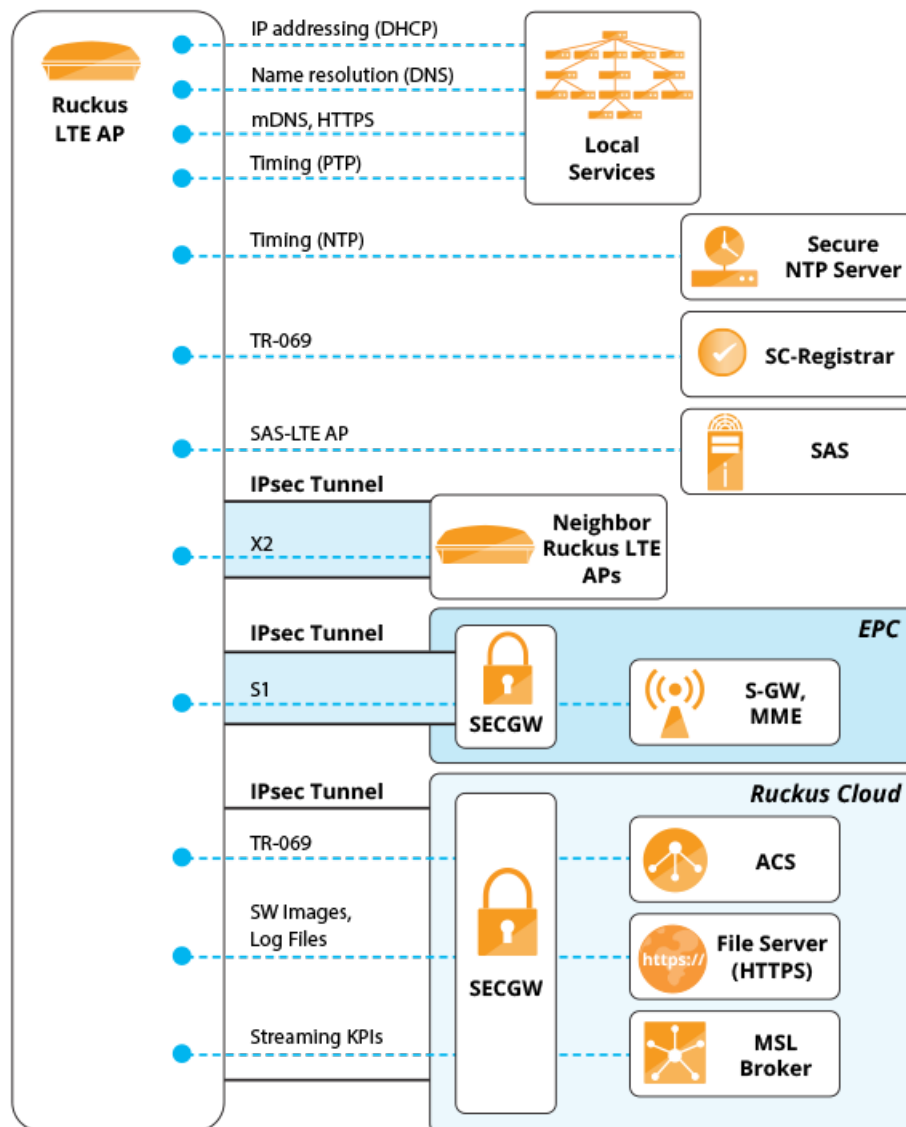 Ruckus
LTE AP
IP addressing (DHCP)
Name resolution (DNS)
mDNS, HTTPS
Timing (PTP)
Local
Services
Timing (NTP)
Secure
NTP Server
TR-069
SC-Registrar
SAS-LTE AP
SAS
IPsec Tunnel
X2
Neighbor
Ruckus LTE
APs
IPsec Tunnel
EPC
S1
SECGW
S-GW,
MME
IPsec Tunnel
Ruckus Cloud
TR-069
ACS
SW Images,
Log Files
SECGW
https://
File Server
(HTTPS)
Streaming KPIs
MSL
Broker